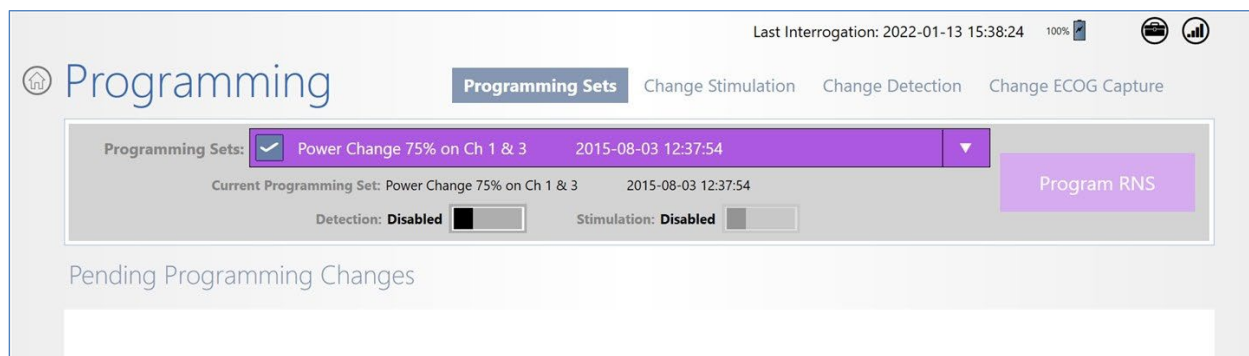 Last Interrogation: 2022-01-13 15:38:24 100%
Programming Programming Sets Change Stimulation Change Detection Change ECOG Capture
Programming Sets: Power Change 75% on Ch 1 & 3 2015-08-03 12:37:54
Current Programming Set: Power Change 75% on Ch 1 & 3 2015-08-03 12:37:54
Program RNS
Detection: Disabled Stimulation: Disabled
Pending Programming Changes